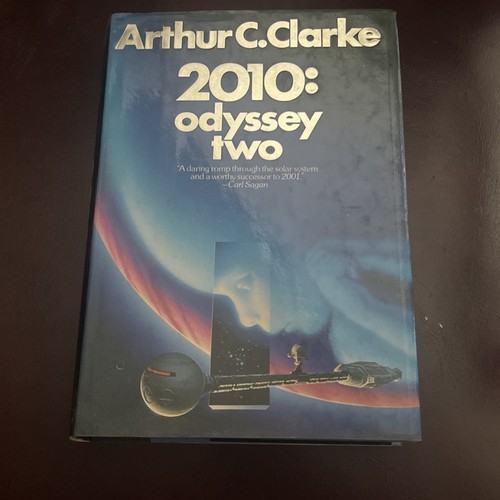 Arthur C. Clarke
2010:
odyssey
two
"A daring romp through the solar system
and a worthy successor to 2001."
—Carl Sagan